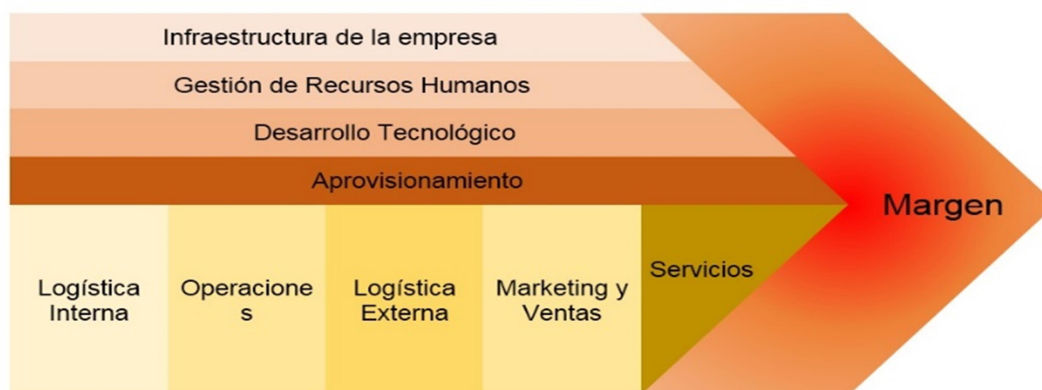 Infraestructura de la empresa
Gestión de Recursos Humanos
Desarrollo Tecnológico
Aprovisionamiento
Margen
Logística
Interna
Operacione
s
Logística
Externa
Marketing y
Ventas
Servicios